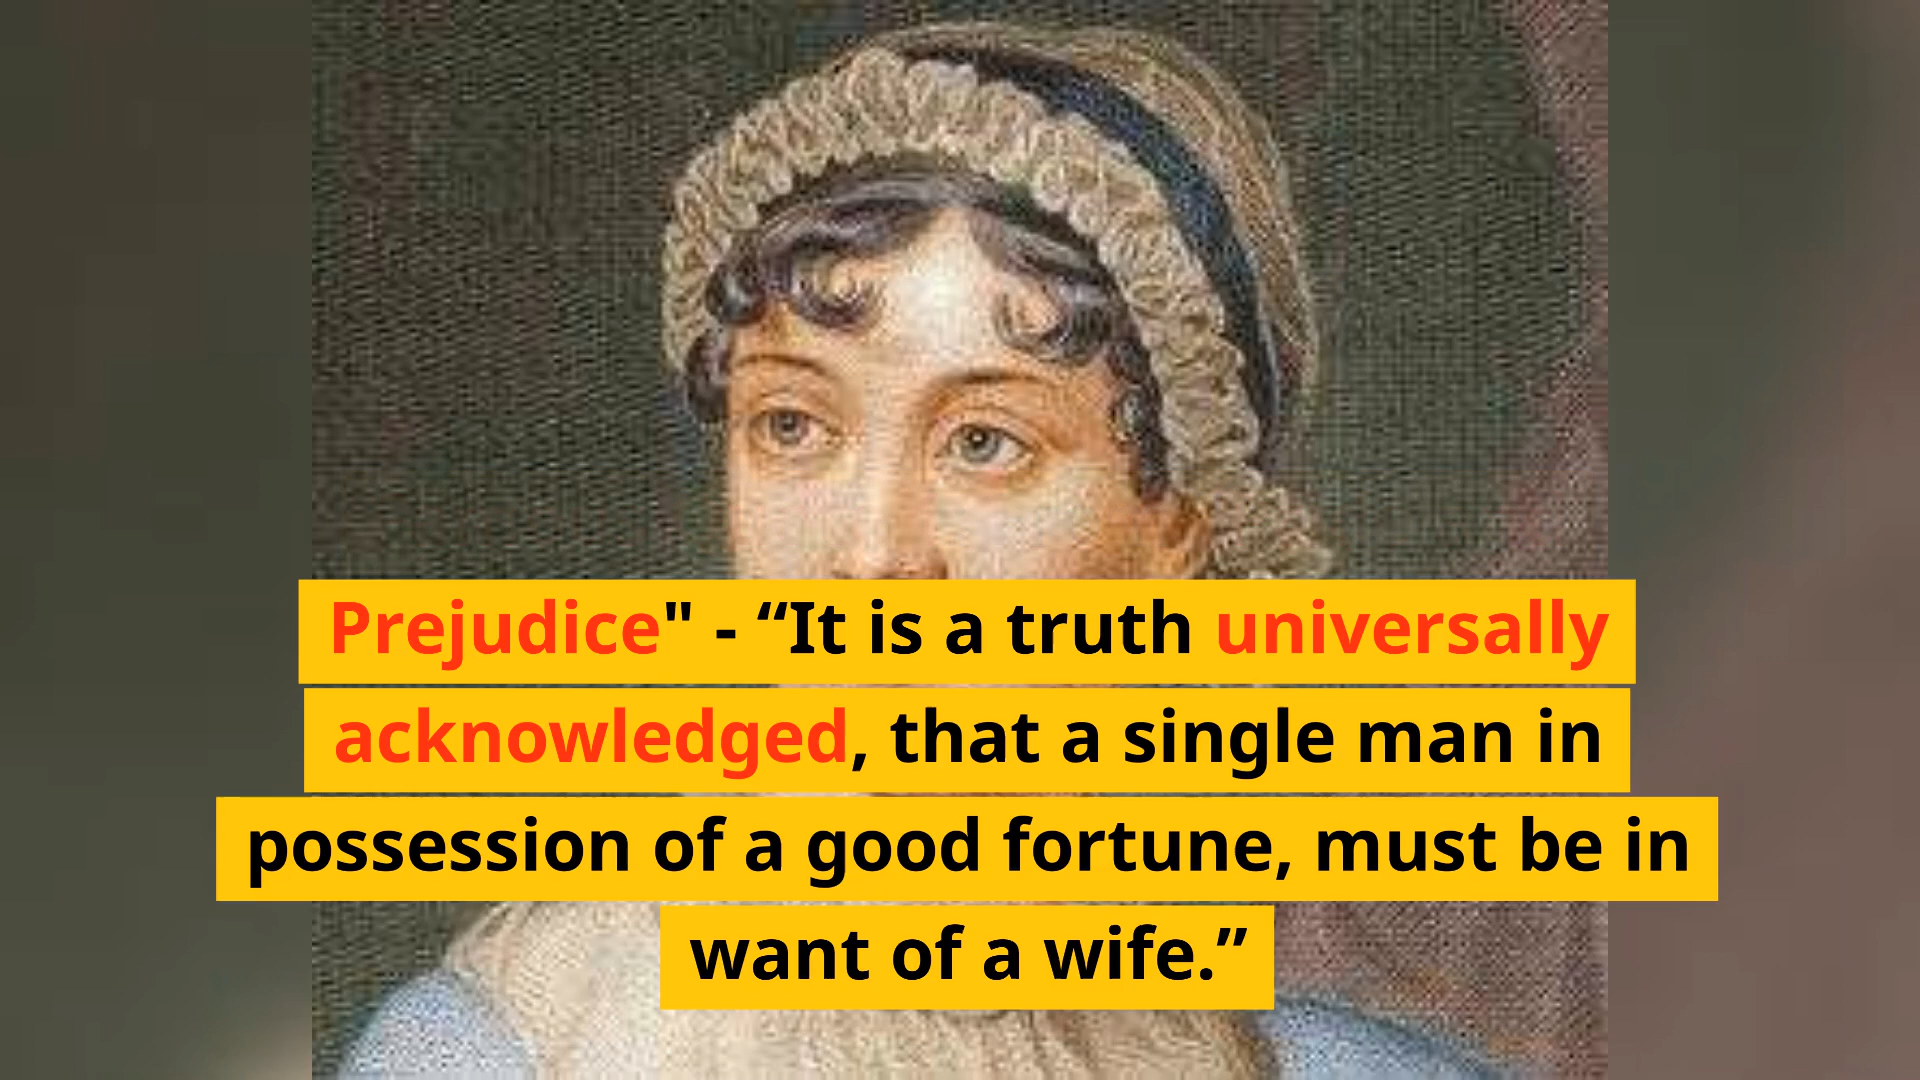 Prejudice" - “It is a truth universally
acknowledged, that a single man in
possession of a good fortune, must be in
want of a wife.”